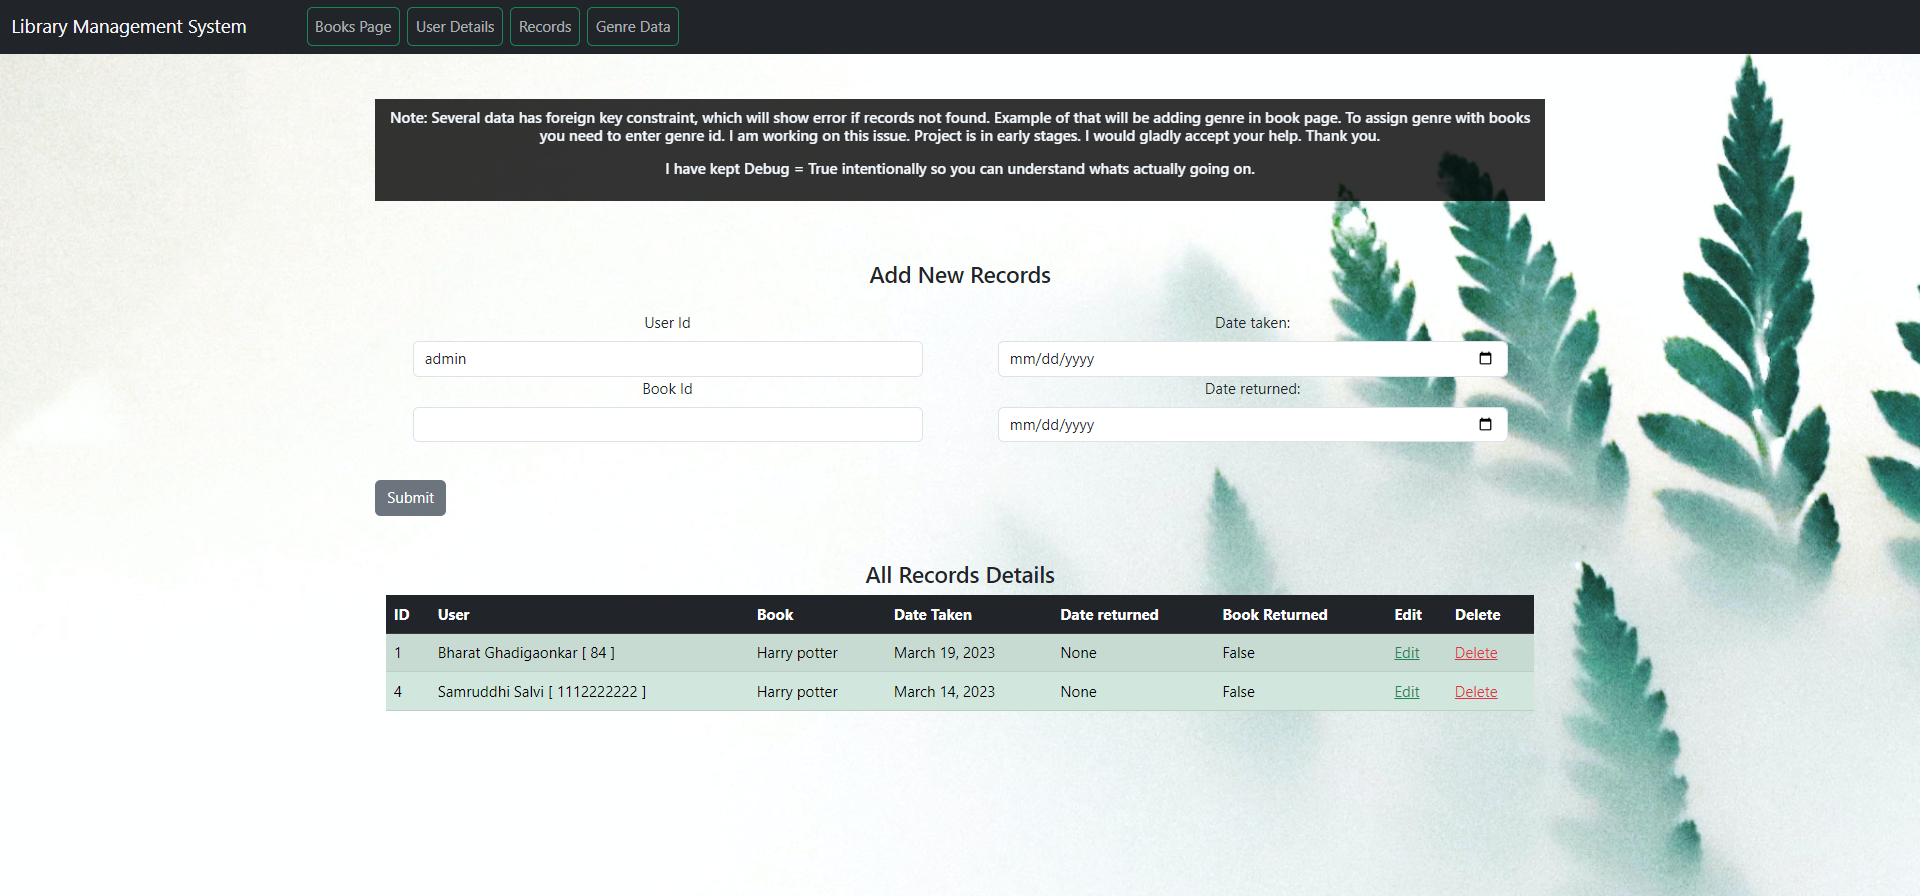 Library Management System Books Page User Details Records Genre Data
Note: Several data has foreign key constraint, which will show error if records not found. Example of that will be adding genre in book page. To assign genre with books
you need to enter genre id. I am working on this issue. Project is in early stages. I would gladly accept your help. Thank you.
I have kept Debug = True intentionally so you can understand whats actually going on.
Add New Records
User Id
admin
Book Id
Date taken:
mm/dd/yyyy
Date returned:
mm/dd/yyyy
Submit
All Records Details
ID User Book Date Taken Date returned Book Returned Edit Delete
1 Bharat Ghadigaonkar [ 84 ] Harry potter March 19, 2023 None False Edit Delete
4 Samruddhi Salvi [ 1112222222 ] Harry potter March 14, 2023 None False Edit Delete